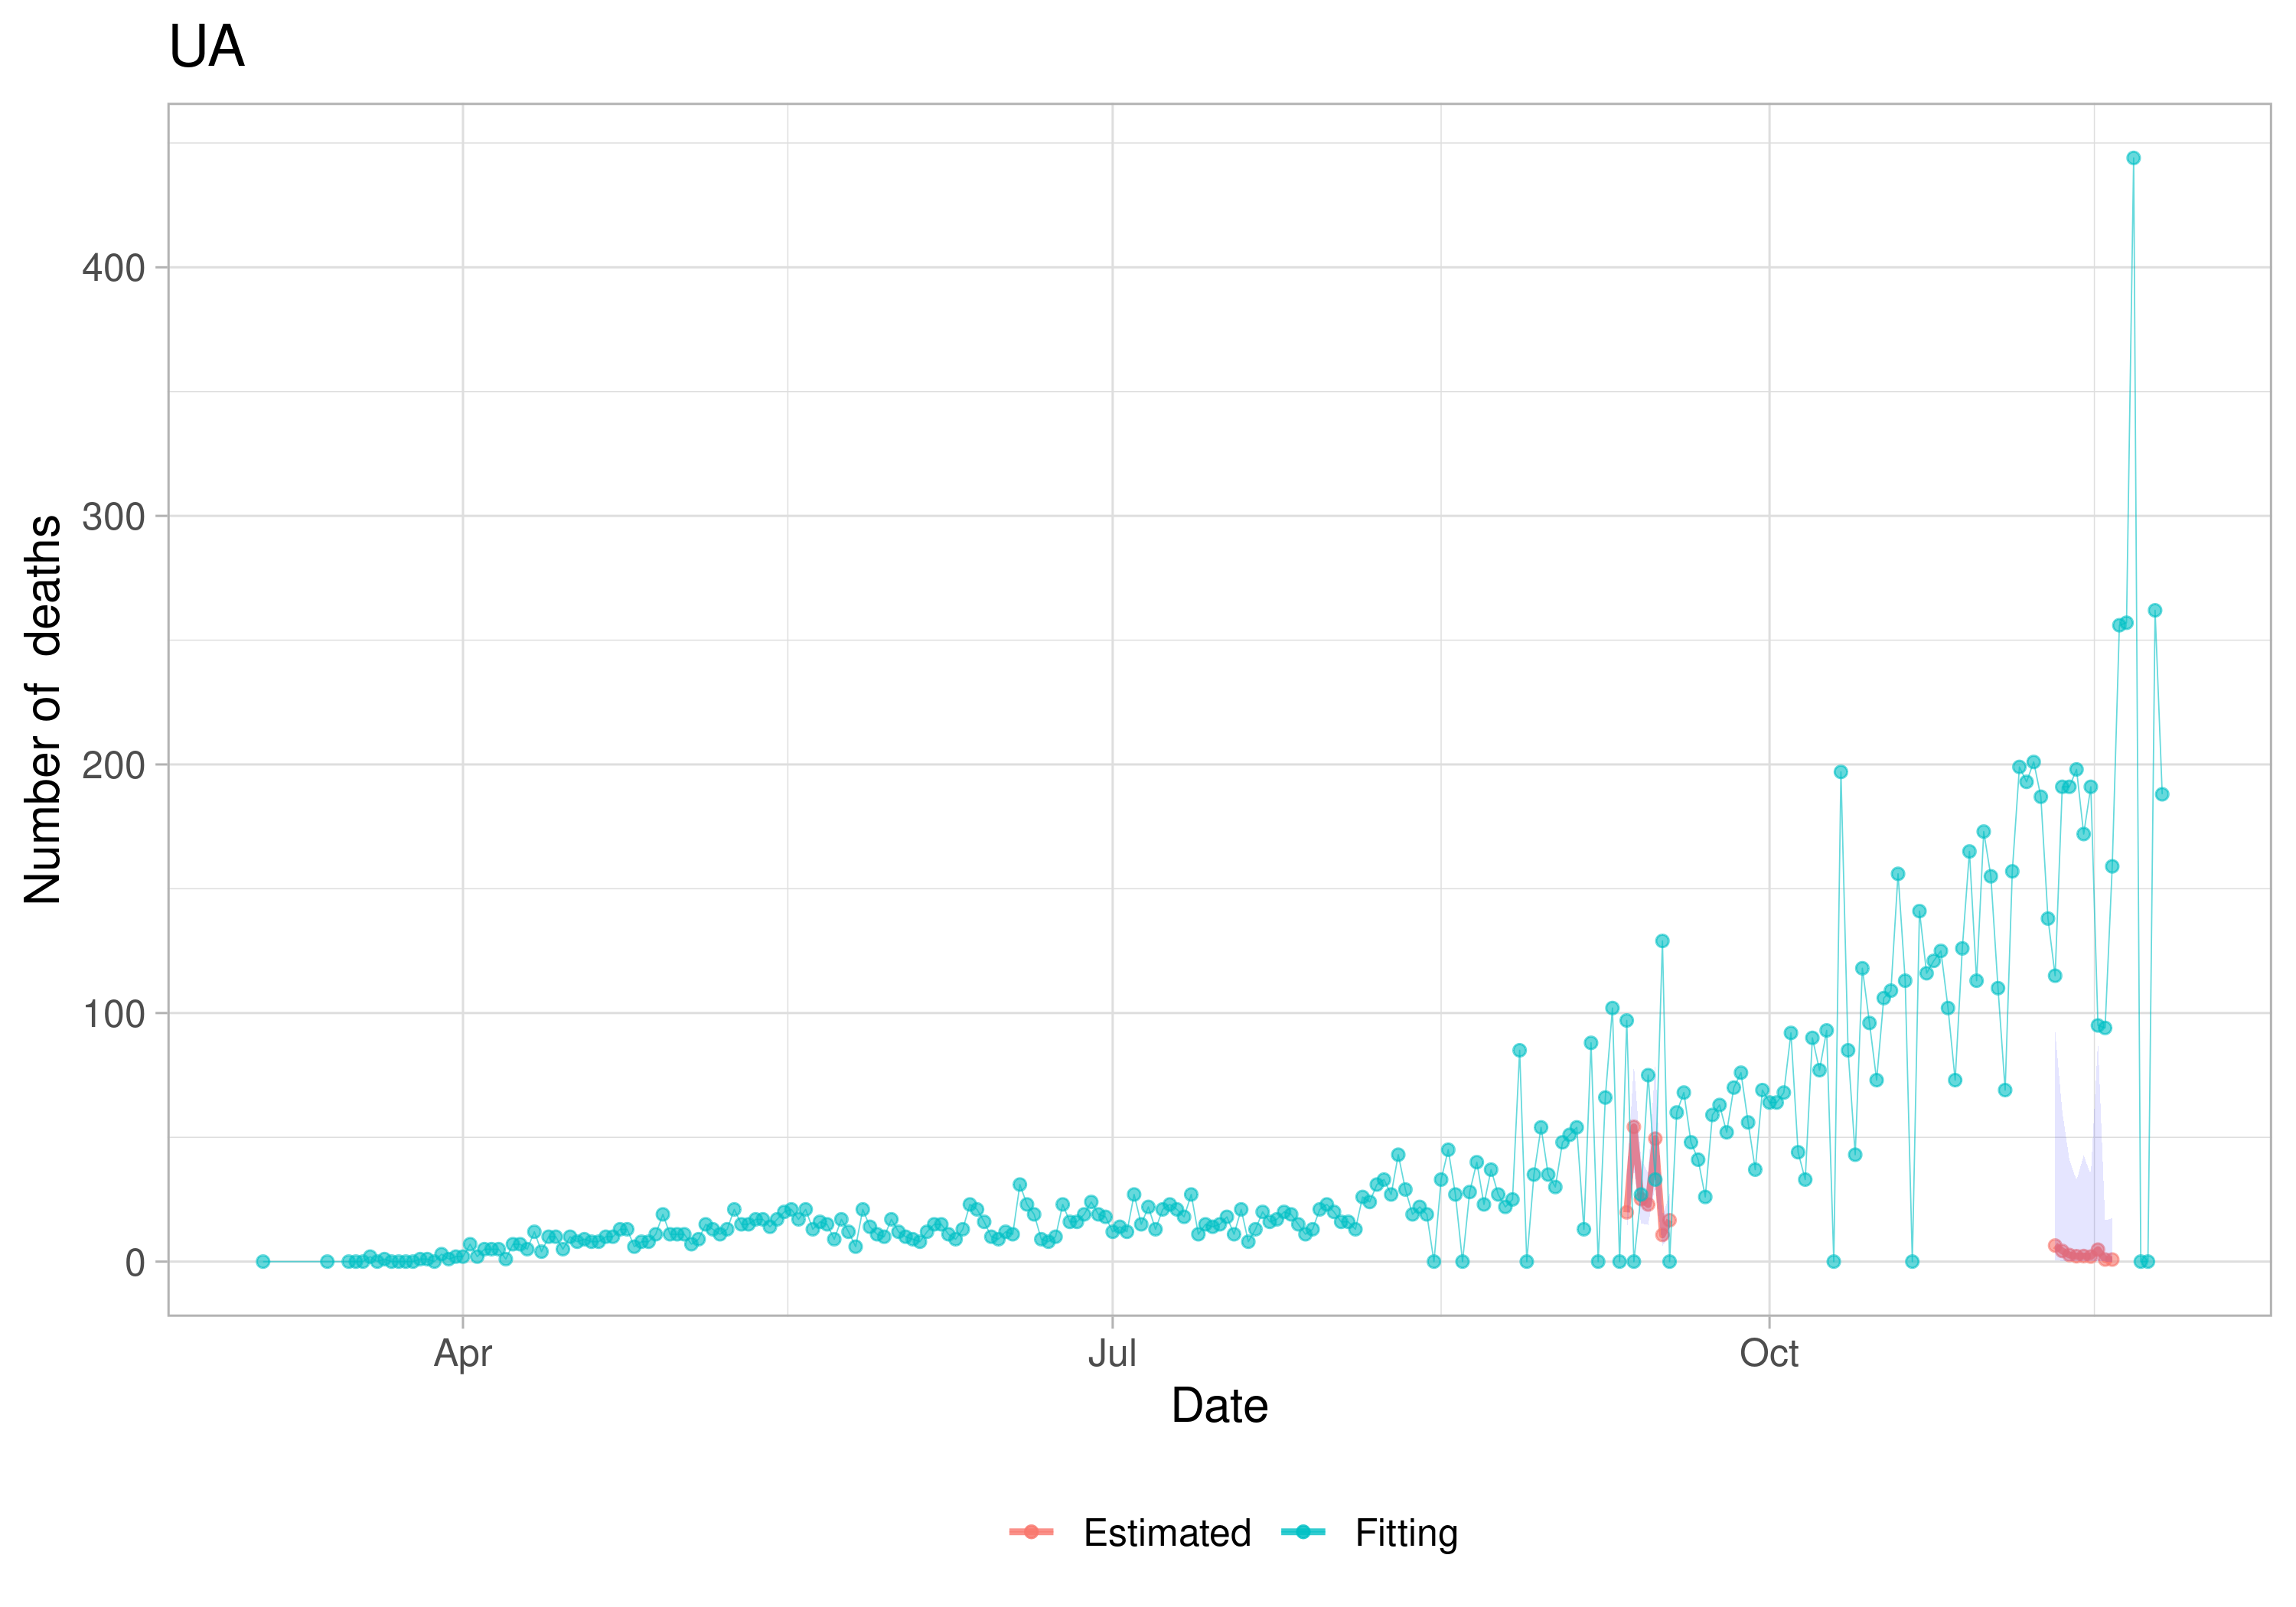 UA
400
300
200
100
0
Number of  deaths
Apr
Jul
Oct
Date
Estimated
Fitting